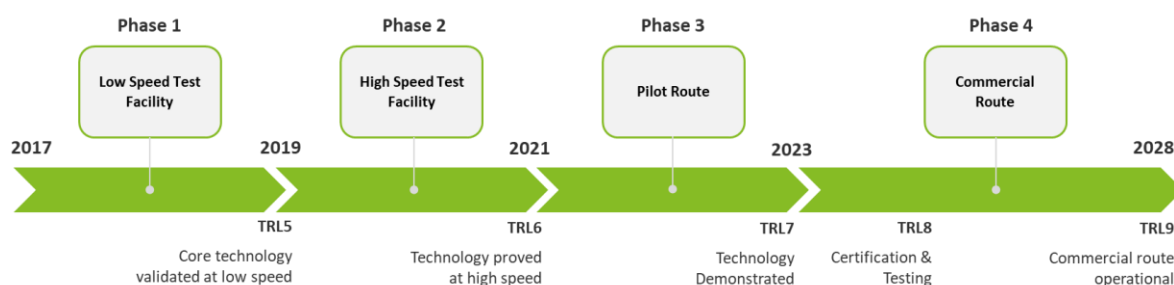 Phase 1
Phase 2
Phase 3
Phase 4
Low Speed Test
Facility
High Speed Test
Facility
Pilot Route
Commercial
Route
2017
2019
2021
2023
2028
TRL5
TRL6
TRL7
TRL8
TRL9
Core technology
validated at low speed
Technology proved
at high speed
Technology
Demonstrated
Certification &
Testing
Commercial route
operational